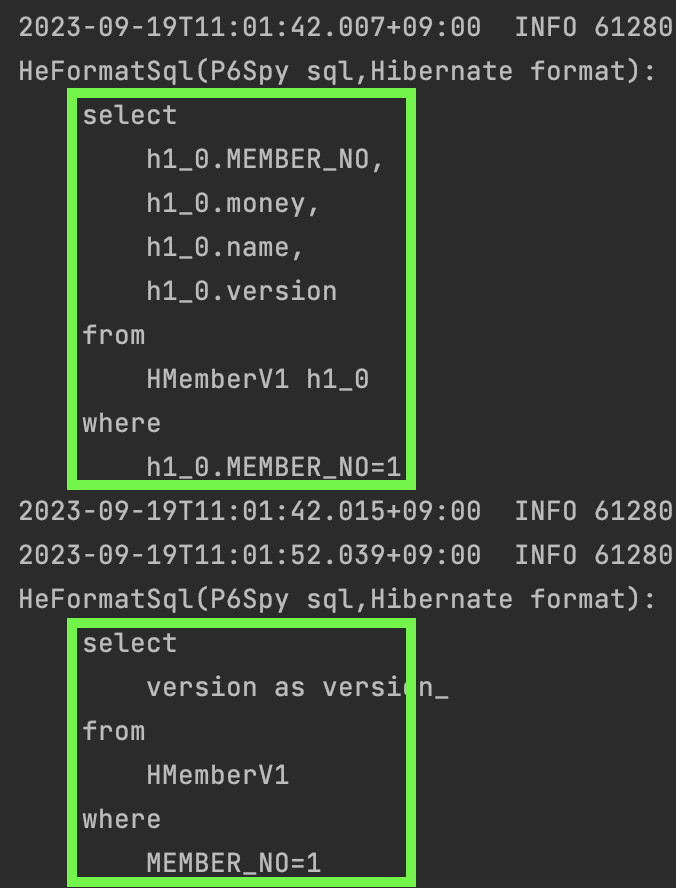 2023-09-19T11:01:42.007+09:00  INFO 61280
HeFormatSql(P6Spy sql,Hibernate format):
select
h1_0.MEMBER_NO,
h1_0.money,
h1_0.name,
h1_0.version
from
HMemberV1 h1_0
where
h1_0.MEMBER_NO=1
2023-09-19T11:01:42.015+09:00  INFO 61280
2023-09-19T11:01:52.039+09:00  INFO 61280
HeFormatSql(P6Spy sql,Hibernate format):
select
version as version_
from
HMemberV1
where
MEMBER_NO=1